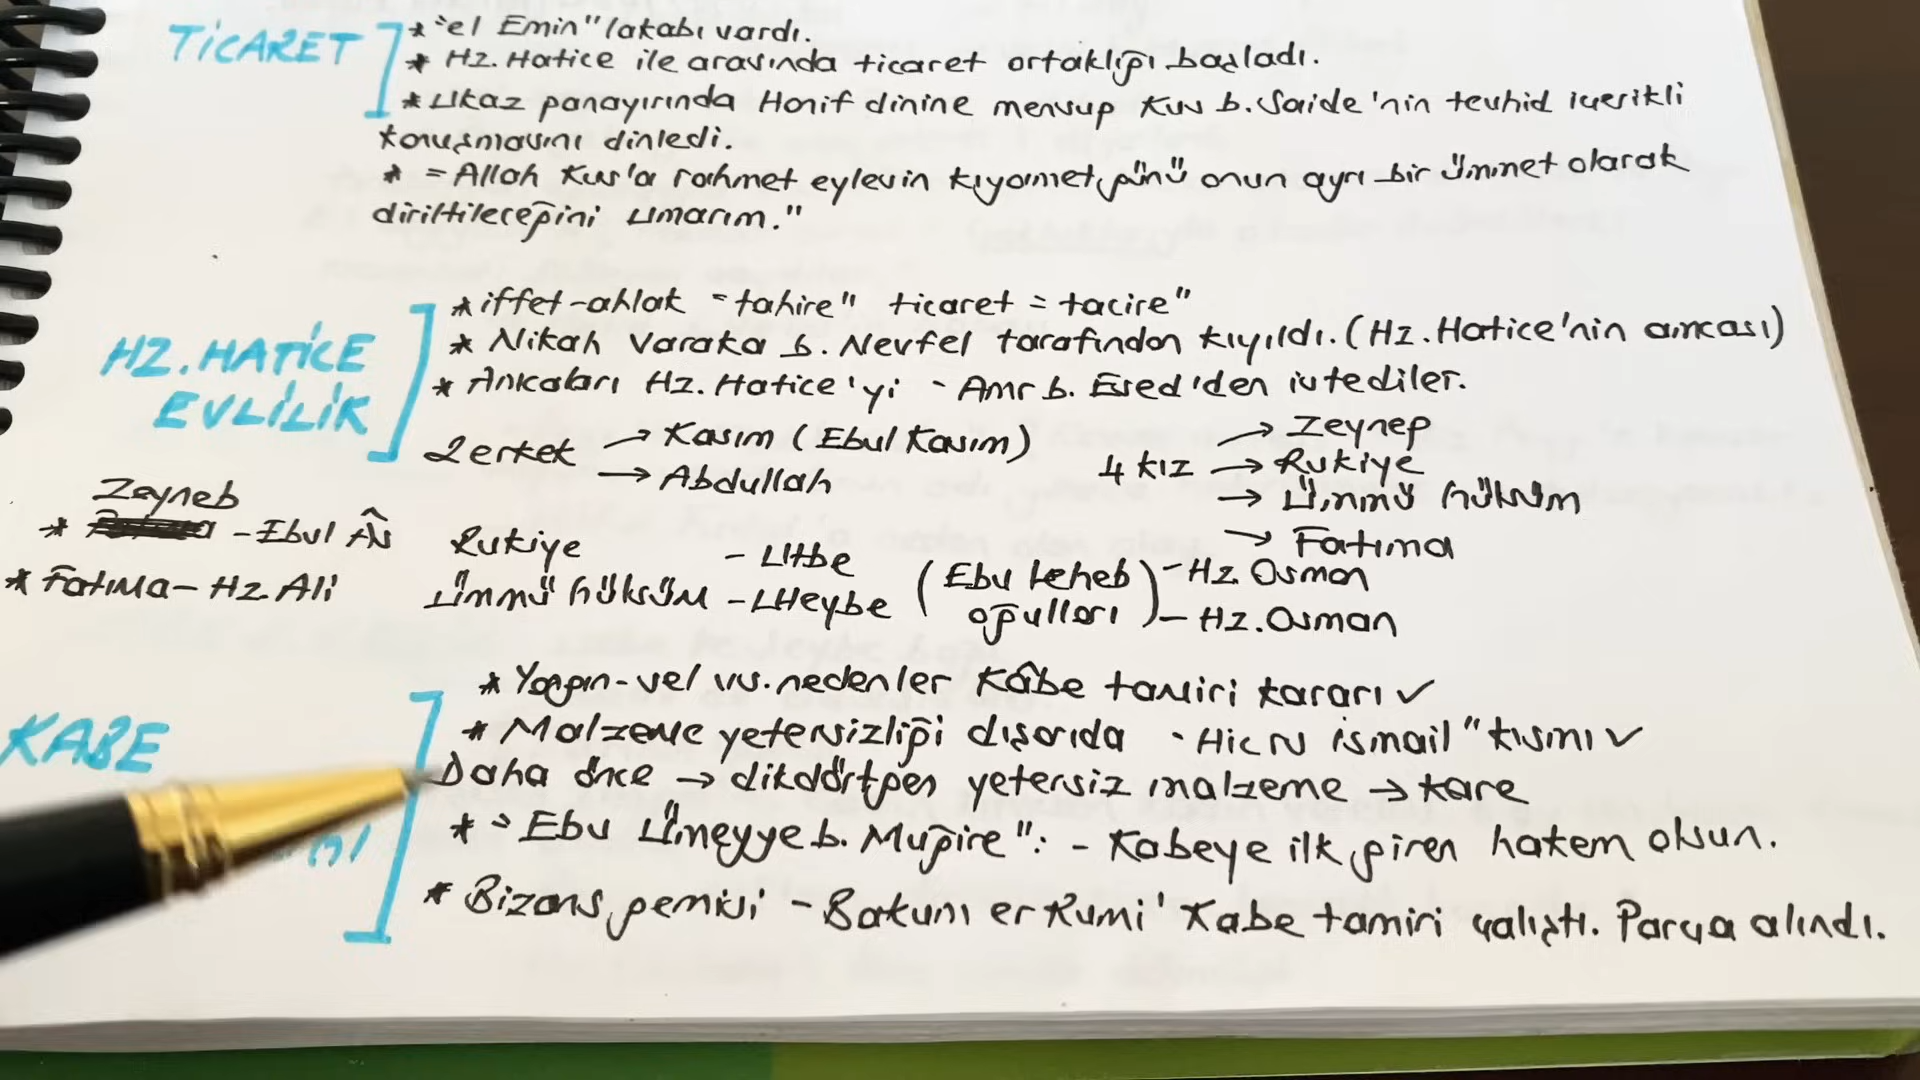 TİCARET
* "el Emin" lakabı vardı.
* Hz. Hatice ile arasında ticaret ortaklığı başladı.
* Ukaz panayırında Hanif dinine mensup Kus b. Saide'nin tevhid içerikli
konuşmasını dinledi.
* "Allah Kus'a rahmet eylesin kıyamet günü onun ayrı bir ümmet olarak
diriltileceğini umarım."
HZ. HATİCE
EVLİLİK
* iffet-ahlak "tahire" ticaret "tacire"
* Nikah Varaka b. Nevfel tarafından kıyıldı. (Hz. Hatice'nin amcası)
* Amcaları Hz. Hatice'yi - Amr b. Esed'den istediler.
2 erkek → Kasım (Ebul Kasım)
→ Abdullah
4 kız → Zeynep
→ Rukiye
→ Ümmü Gülsüm
→ Fatıma
* Zeyneb - Ebul Âs
* Fatıma - Hz. Ali
Rukiye - Utbe
Ümmü Gülsüm - Uteybe
(Ebu Leheb oğulları)
- Hz. Osman
- Hz. Osman
KABE
* Yangın-sel vs. nedenler Kâbe tamiri kararı ✓
* Malzeme yetersizliği dışarıda "Hicr İsmail" kısmı ✓
Daha önce → dikdörtgen yetersiz malzeme → kare
* "Ebu Ümeyye b. Muğire": - Kabeye ilk giren hakem olsun.
* Bizans gemisi - Bakum er Rumi' Kabe tamiri çalıştı. Parça alındı.